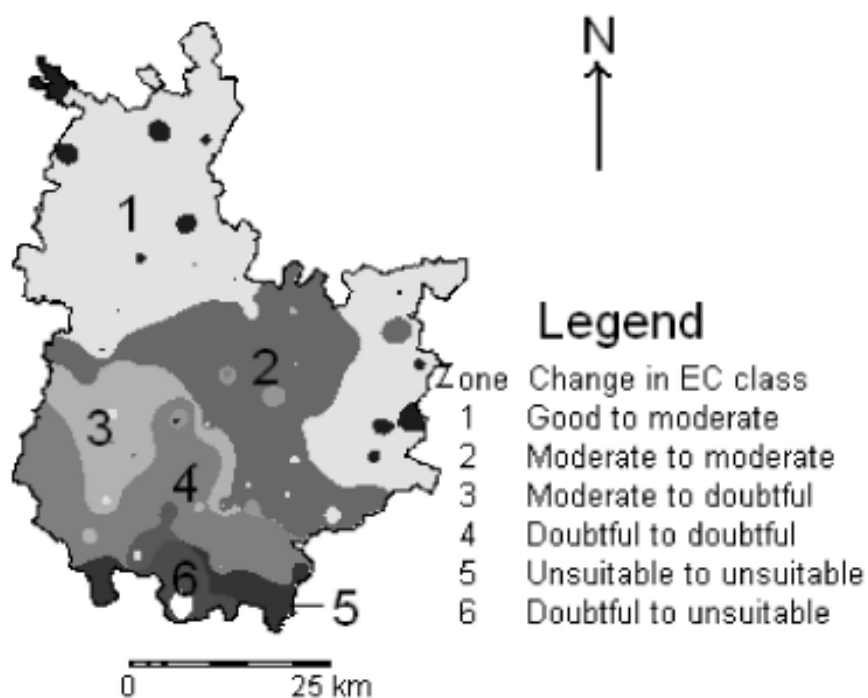 N
1
2
3
4
6
5
Legend
Zone Change in EC class
1 Good to moderate
2 Moderate to moderate
3 Moderate to doubtful
4 Doubtful to doubtful
5 Unsuitable to unsuitable
6 Doubtful to unsuitable
0 25 km